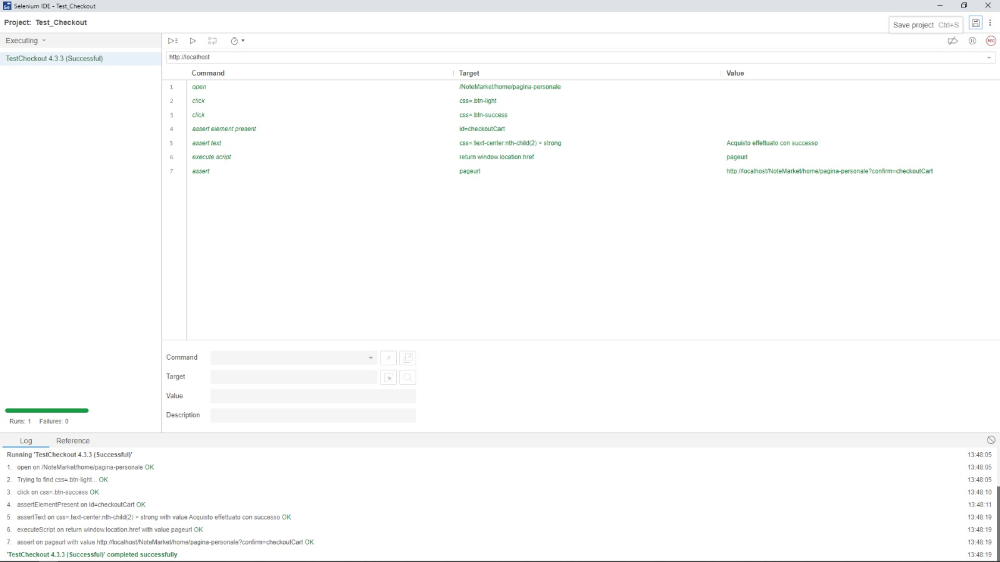 Selenium IDE - Test_Checkout
Project: Test_Checkout
Save project Ctrl+S
Executing
REC
TestCheckout 4.3.3 (Successful)
http://localhost
Command Target Value
1 open /NoteMarket/home/pagina-personale
2 click css=.btn-light
3 click css=.btn-success
4 assert element present id=checkoutCart
5 assert text css=.text-center:nth-child(2) > strong Acquisto effettuato con successo
6 execute script return window.location.href pageurl
7 assert pageurl http://localhost/NoteMarket/home/pagina-personale?confirm=checkoutCart
Command //
Target
Value
Description
Runs: 1 Failures: 0
Log Reference
Running 'TestCheckout 4.3.3 (Successful)' 13:48:05
1. open on /NoteMarket/home/pagina-personale OK 13:48:05
2. Trying to find css=.btn-light... OK 13:48:05
3. click on css=.btn-success OK 13:48:10
4. assertElementPresent on id=checkoutCart OK 13:48:11
5. assertText on css=.text-center:nth-child(2) > strong with value Acquisto effettuato con successo OK 13:48:19
6. executeScript on return window.location.href with value pageurl OK 13:48:19
7. assert on pageurl with value http://localhost/NoteMarket/home/pagina-personale?confirm=checkoutCart OK 13:48:19
'TestCheckout 4.3.3 (Successful)' completed successfully 13:48:19